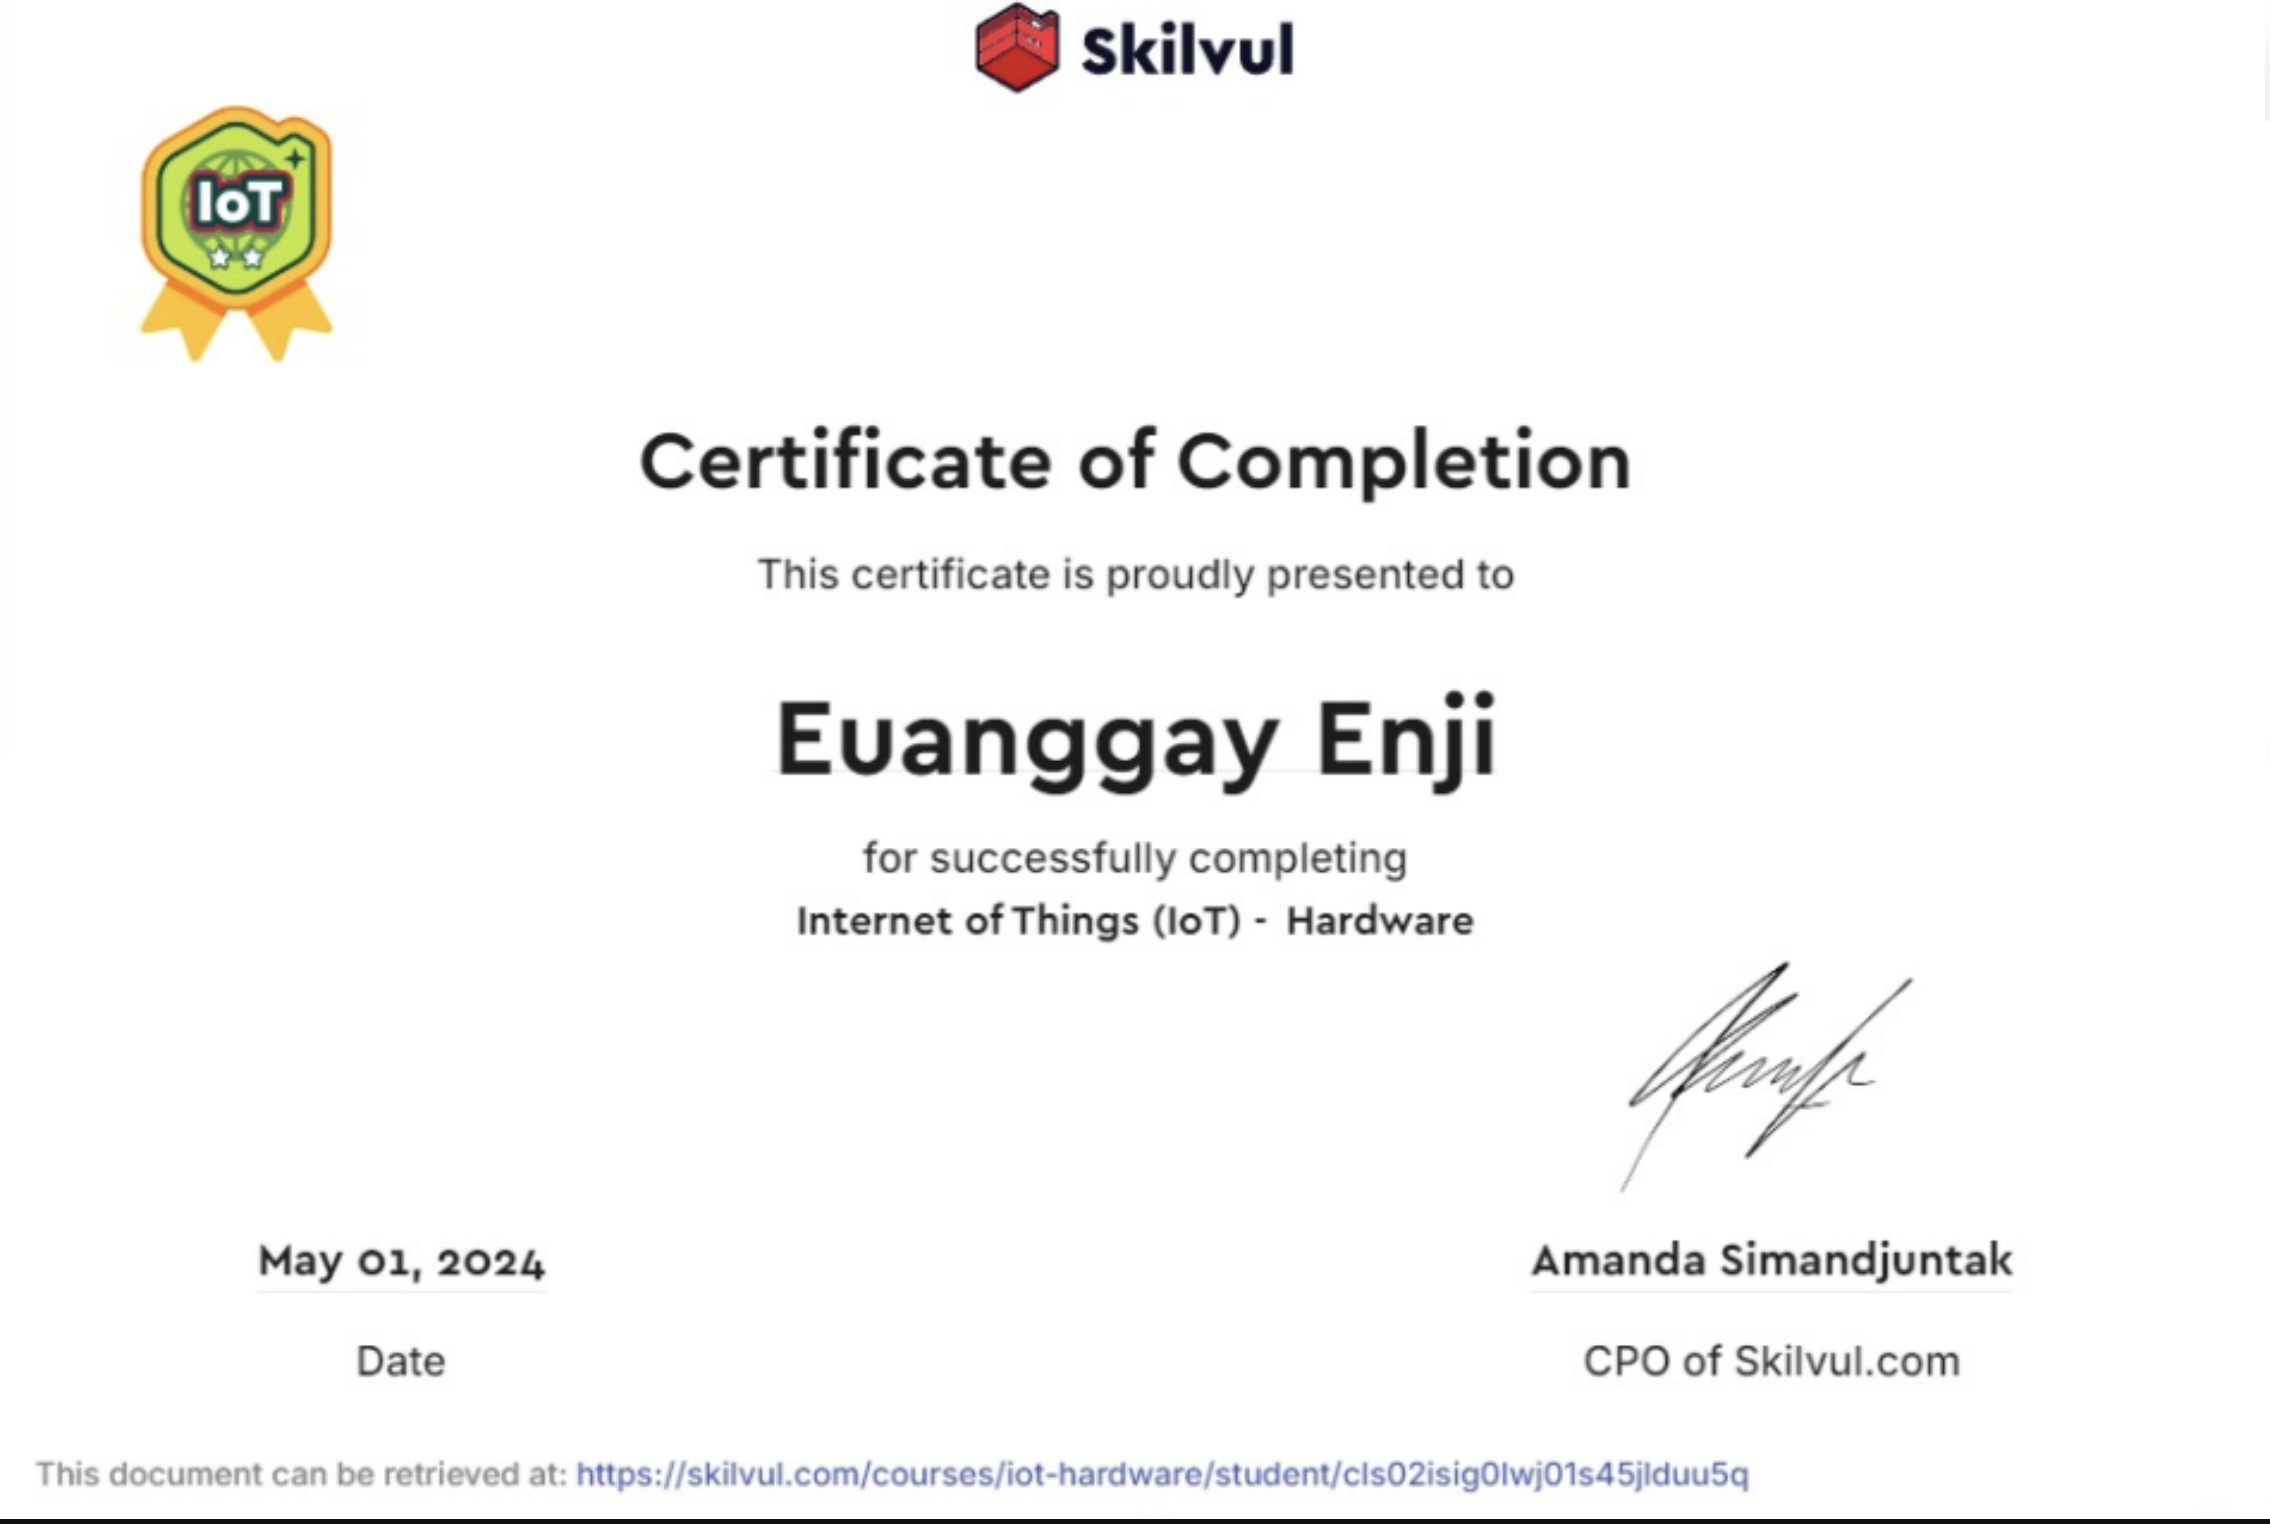 Skilvul
IoT
Certificate of Completion
This certificate is proudly presented to
Euanggay Enji
for successfully completing
Internet of Things (IoT) - Hardware
May 01, 2024
Amanda Simandjuntak
Date
CPO of Skilvul.com
This document can be retrieved at: https://skilvul.com/courses/iot-hardware/student/cls02isig0lwj01s45jlduu5q